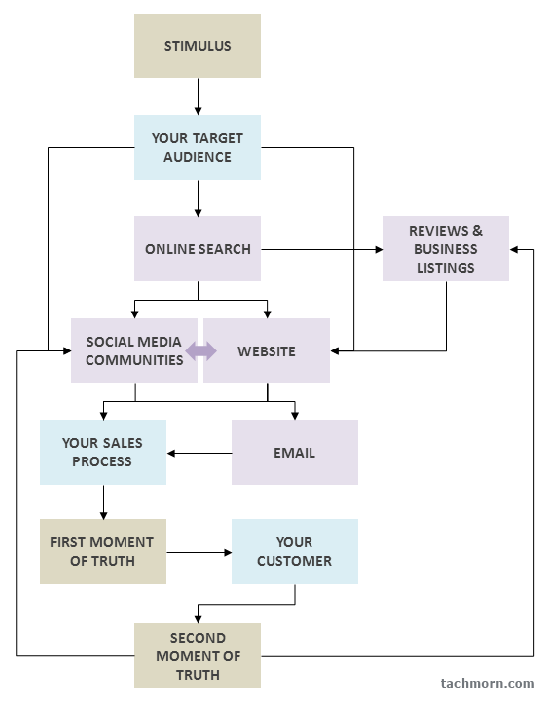 STIMULUS
YOUR TARGET
AUDIENCE
ONLINE SEARCH
REVIEWS &
BUSINESS
LISTINGS
SOCIAL MEDIA
COMMUNITIES
WEBSITE
YOUR SALES
PROCESS
EMAIL
FIRST MOMENT
OF TRUTH
YOUR
CUSTOMER
SECOND
MOMENT OF
TRUTH
tachmorn.com